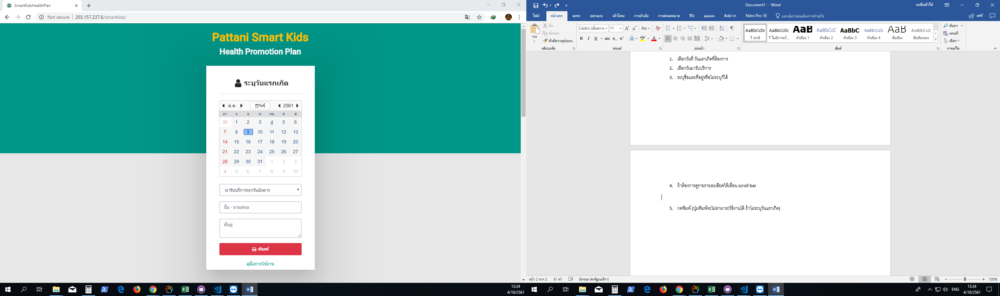 SmartKidsHealthPlan
Not secure | 203.157.237.6/smartkids/
Pattani Smart Kids
Health Promotion Plan
ระบุวันแรกเกิด
ต.ค. วันนี้ 2561
อา จ อ พ พฤ ศ ส
30 1 2 3 4 5 6
7 8 9 10 11 12 13
14 15 16 17 18 19 20
21 22 23 24 25 26 27
28 29 30 31 1 2 3
4 5 6 7 8 9 10
มารับบริการทุกวันอังคาร
ชื่อ - นามสกุล
ที่อยู่
พิมพ์
คู่มือการใช้งาน
13:34
4/10/2561
Document1 - Word
ลงชื่อเข้าใช้
ไฟล์ หน้าแรก แทรก ออกแบบ เค้าโครง การอ้างอิง การส่งจดหมาย รีวิว มุมมอง Add-in Nitro Pro 10 บอกฉันว่าคุณต้องการทำอะไร แชร์
วาง
ตัด
คัดลอก
ตัวคัดวางรูปแบบ
คลิปบอร์ด
Calibri (เนื้อความ 11
ฟอนต์
ย่อหน้า
AaBbCcDc AaBbCcDc AaB AaBbCcD AaBbC AaBbCcDc AaB AaBbCcD
¶ ปกติ ¶ ไม่มีการเว้... หัวเรื่อง 1 หัวเรื่อง 2 หัวเรื่อง 3 หัวเรื่อง 4 ชื่อเรื่อง ชื่อเรื่องรอง
สไตล์
ค้นหา
แทนที่
เลือก
การแก้ไข
1. เลือกวันที่ วันแรกเกิดที่ต้องการ
2. เลือกวันมารับบริการ
3. ระบุชื่อและที่อยู่หรือไม่ระบุก็ได้
4. ถ้าต้องการดูรายรายละเอียดให้เลื่อน scroll bar
5. กดพิมพ์ (ปุ่มพิมพ์จะไม่สามารถใช้งานได้ ถ้าไม่ระบุวันแรกเกิด)
หน้า 2 จาก 2 61 คำ อังกฤษ (สหรัฐอเมริกา) 100%
ENG
13:34
4/10/2561